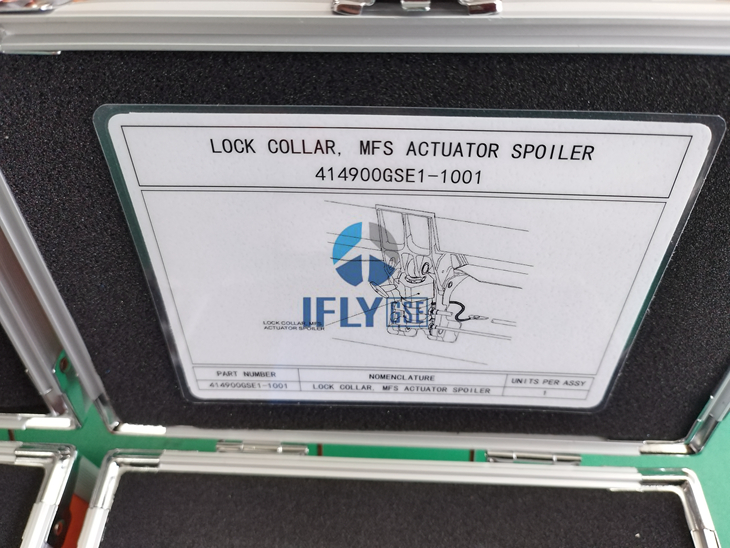 LOCK COLLAR, MFS ACTUATOR SPOILER
414900GSE1-1001
IFLY GSE
LOCK COLLAR, MFS
ACTUATOR SPOILER
PART NUMBER NOMENCLATURE UNITS PER ASSY
414900GSE1-1001 LOCK COLLAR, MFS ACTUATOR SPOILER 1